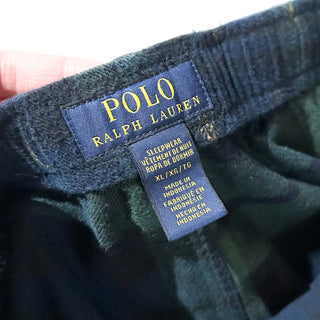 POLO
RALPH LAUREN
SLEEPWEAR
VÊTEMENT DE NUIT
ROPA DE DORMIR
XL/XG/TG
MADE IN
INDONESIA
FABRIQUÉ EN
INDONÉSIE
HECHO EN
INDONESIA